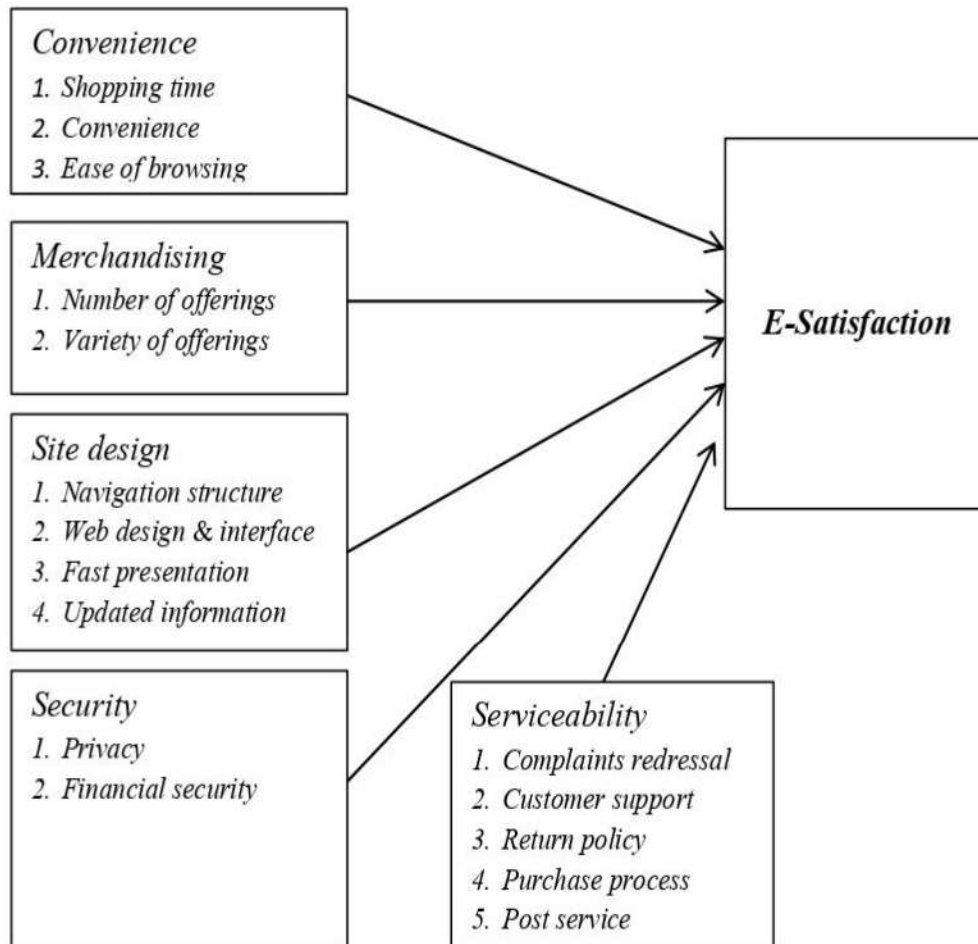 Convenience
1. Shopping time
2. Convenience
3. Ease of browsing
Merchandising
1. Number of offerings
2. Variety of offerings
E-Satisfaction
Site design
1. Navigation structure
2. Web design & interface
3. Fast presentation
4. Updated information
Security
1. Privacy
2. Financial security
Serviceability
1. Complaints redressal
2. Customer support
3. Return policy
4. Purchase process
5. Post service